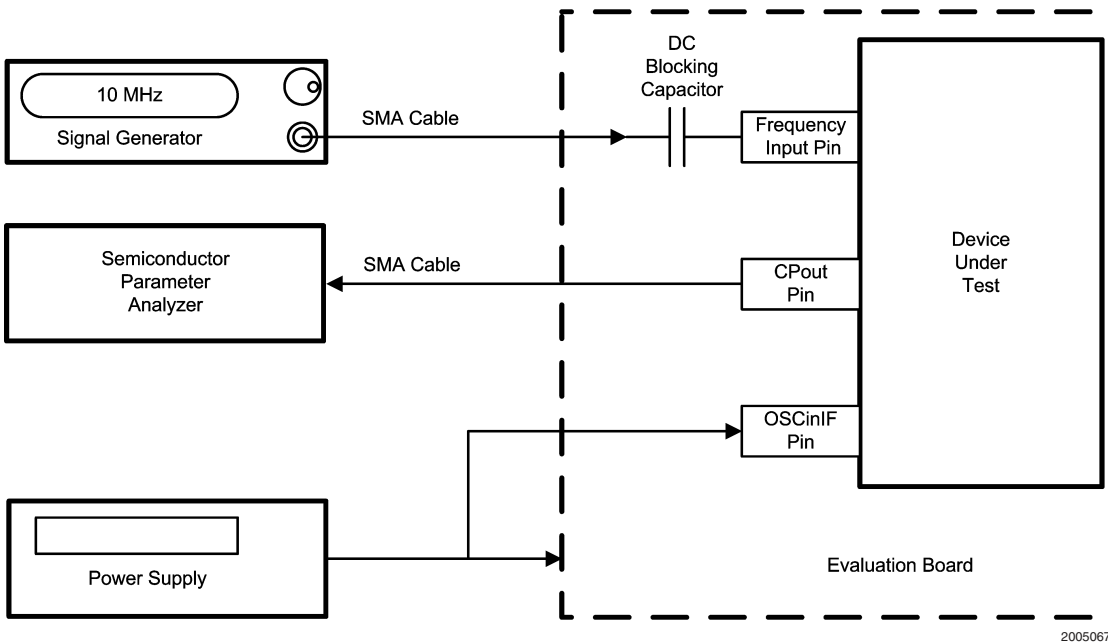 DC
Blocking
Capacitor
10 MHz
Signal Generator
SMA Cable
Frequency
Input Pin
Device
Under
Test
Semiconductor
Parameter
Analyzer
SMA Cable
CPout
Pin
OSCinIF
Pin
Power Supply
Evaluation Board
2005067